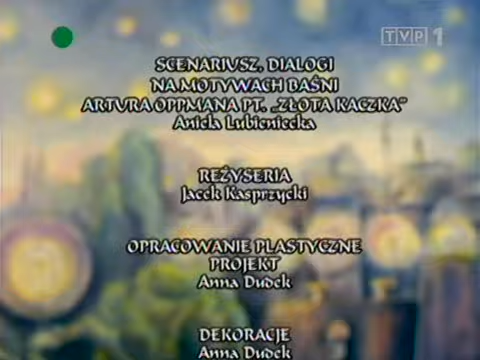 TVP 1
SCENARIUSZ, DIALOGI
NA MOTYWACH BAŚNI
ARTURA OPPMANA PT. „ZŁOTA KACZKA”
Aniela Lubieniecka
REŻYSERIA
Jacek Kasprzycki
OPRACOWANIE PLASTYCZNE
PROJEKT
Anna Dudek
DEKORACJE
Anna Dudek